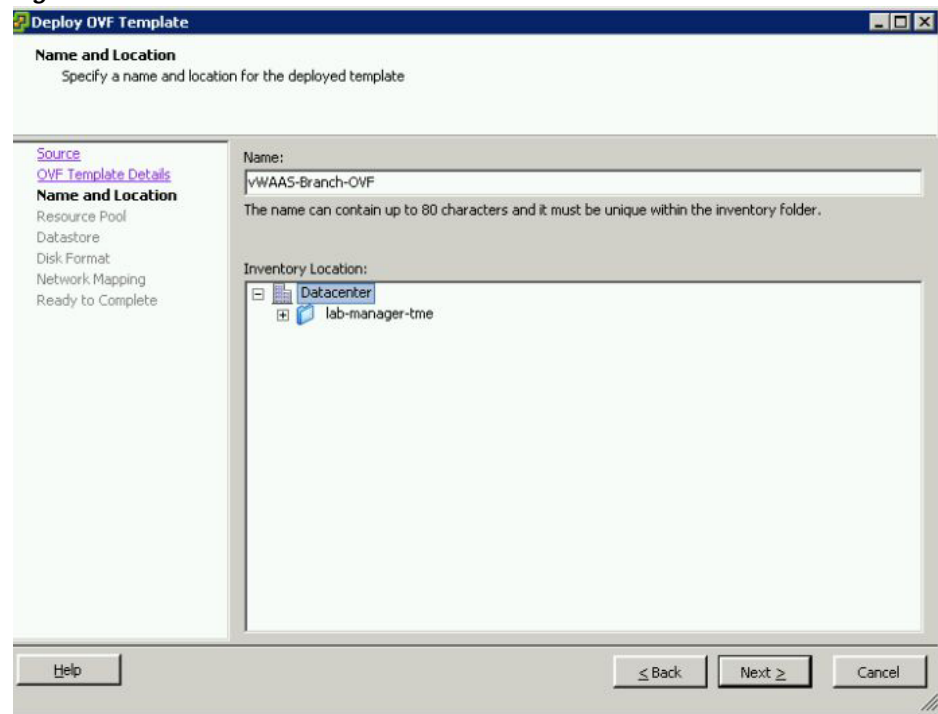 Deploy OVF Template
Name and Location
Specify a name and location for the deployed template
Source
OVF Template Details
Name and Location
Resource Pool
Datastore
Disk Format
Network Mapping
Ready to Complete
Name:
vWAAS-Branch-OVF
The name can contain up to 80 characters and it must be unique within the inventory folder.
Inventory Location:
Datacenter
lab-manager-tme
Help
≤ Back
Next ≥
Cancel